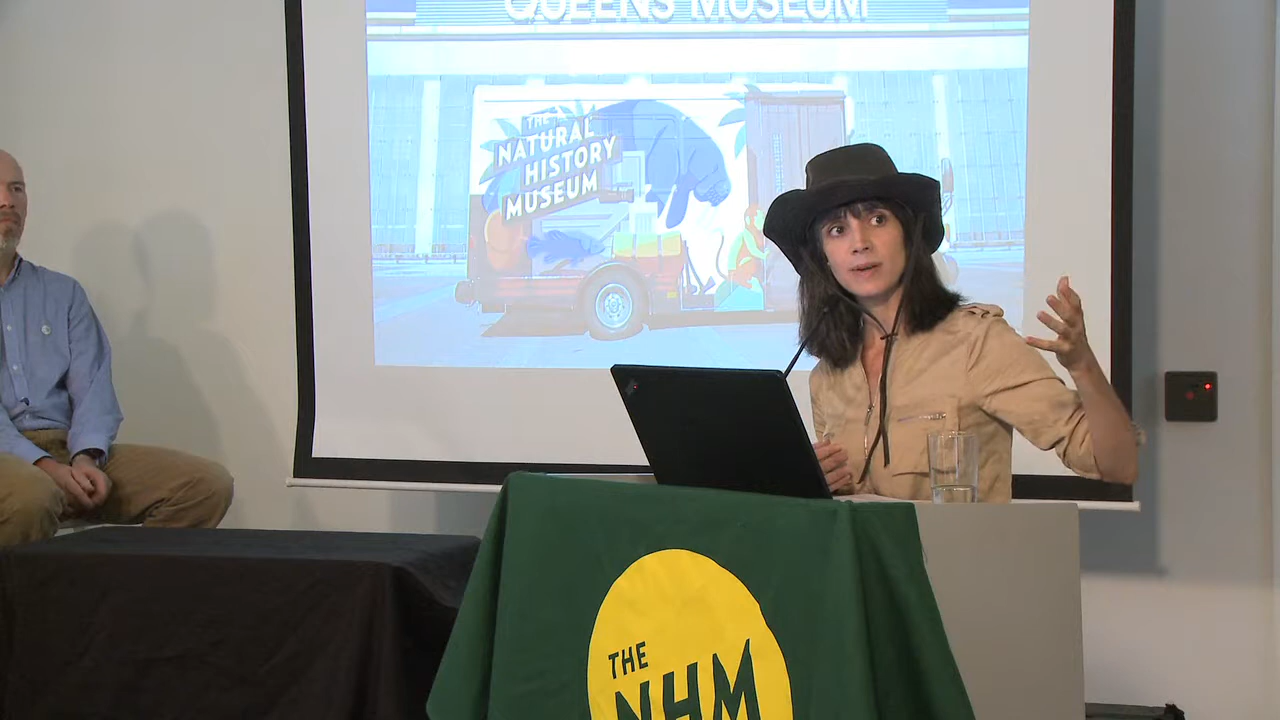 QUEENS MUSEUM
THE
NATURAL
HISTORY
MUSEUM
THE
NHM